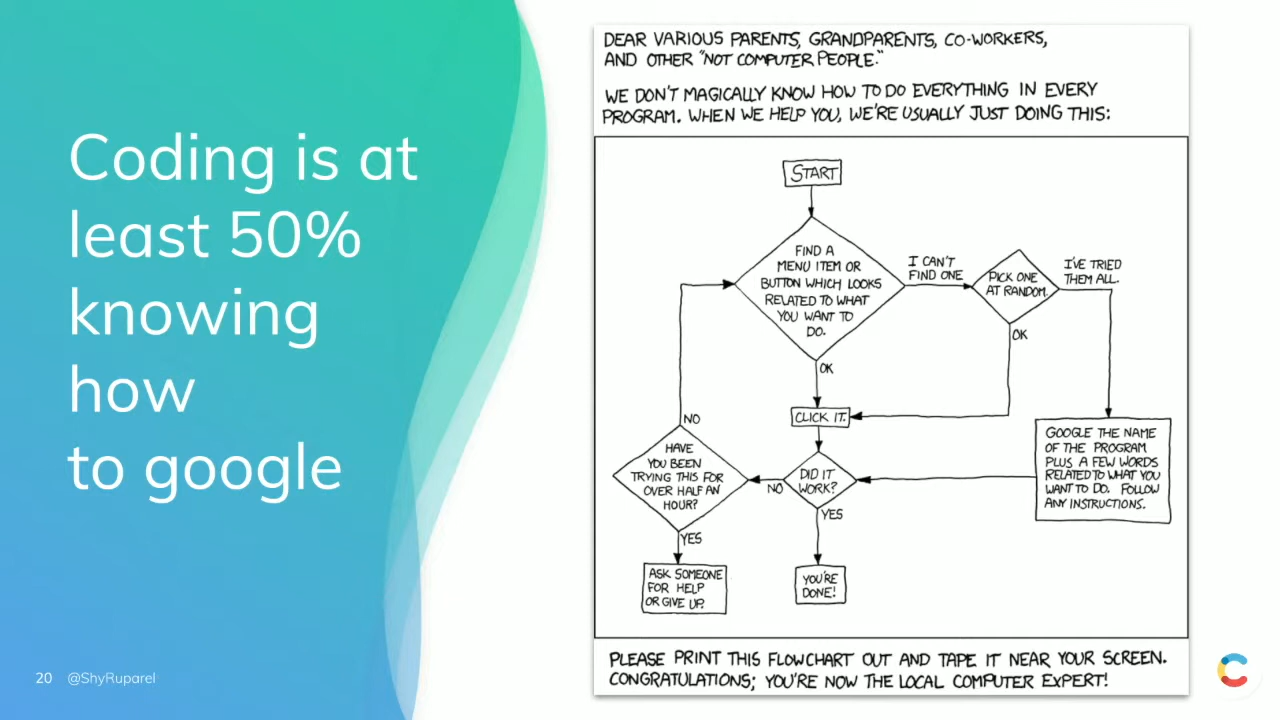 Coding is at
least 50%
knowing
how
to google
20 @ShyRuparel
DEAR VARIOUS PARENTS, GRANDPARENTS, CO-WORKERS,
AND OTHER "NOT COMPUTER PEOPLE."
WE DON'T MAGICALLY KNOW HOW TO DO EVERYTHING IN EVERY
PROGRAM. WHEN WE HELP YOU, WE'RE USUALLY JUST DOING THIS:
START
FIND A
MENU ITEM OR
BUTTON WHICH LOOKS
RELATED TO WHAT
YOU WANT TO
DO.
I CAN'T
FIND ONE
PICK ONE
AT RANDOM.
I'VE TRIED
THEM ALL.
OK
OK
CLICK IT.
NO
HAVE
YOU BEEN
TRYING THIS FOR
OVER HALF AN
HOUR?
NO
DID IT
WORK?
GOOGLE THE NAME
OF THE PROGRAM
PLUS A FEW WORDS
RELATED TO WHAT YOU
WANT TO DO. FOLLOW
ANY INSTRUCTIONS.
YES
YES
ASK SOMEONE
FOR HELP
OR GIVE UP.
YOU'RE
DONE!
PLEASE PRINT THIS FLOWCHART OUT AND TAPE IT NEAR YOUR SCREEN.
CONGRATULATIONS; YOU'RE NOW THE LOCAL COMPUTER EXPERT!